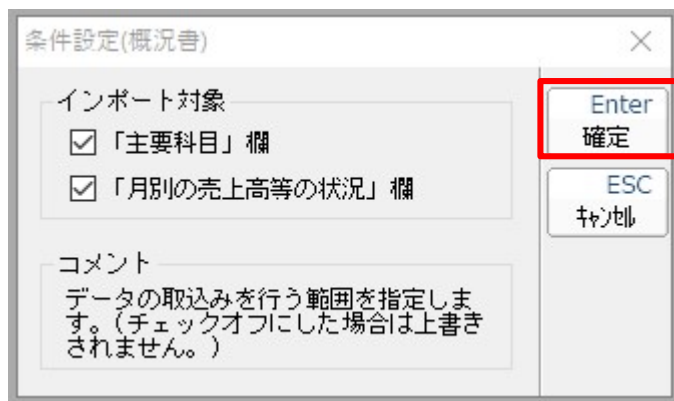 条件設定(概況書)
インポート対象
「主要科目」欄
「月別の売上高等の状況」欄
コメント
データの取込みを行う範囲を指定しま
す。(チェックオフにした場合は上書き
されません。)
Enter
確定
ESC
ｷｬﾝｾﾙ